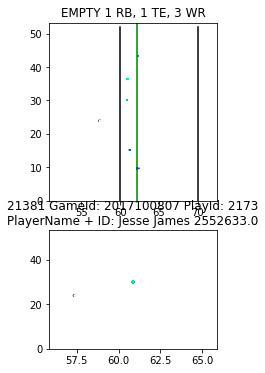 EMPTY 1 RB, 1 TE, 3 WR
50
40
30
20
10
0
55 60 65 70
21381 GameId: 2017100807 PlayId: 2173
PlayerName + ID: Jesse James 2552633.0
40
20
0
57.5 60.0 62.5 65.0